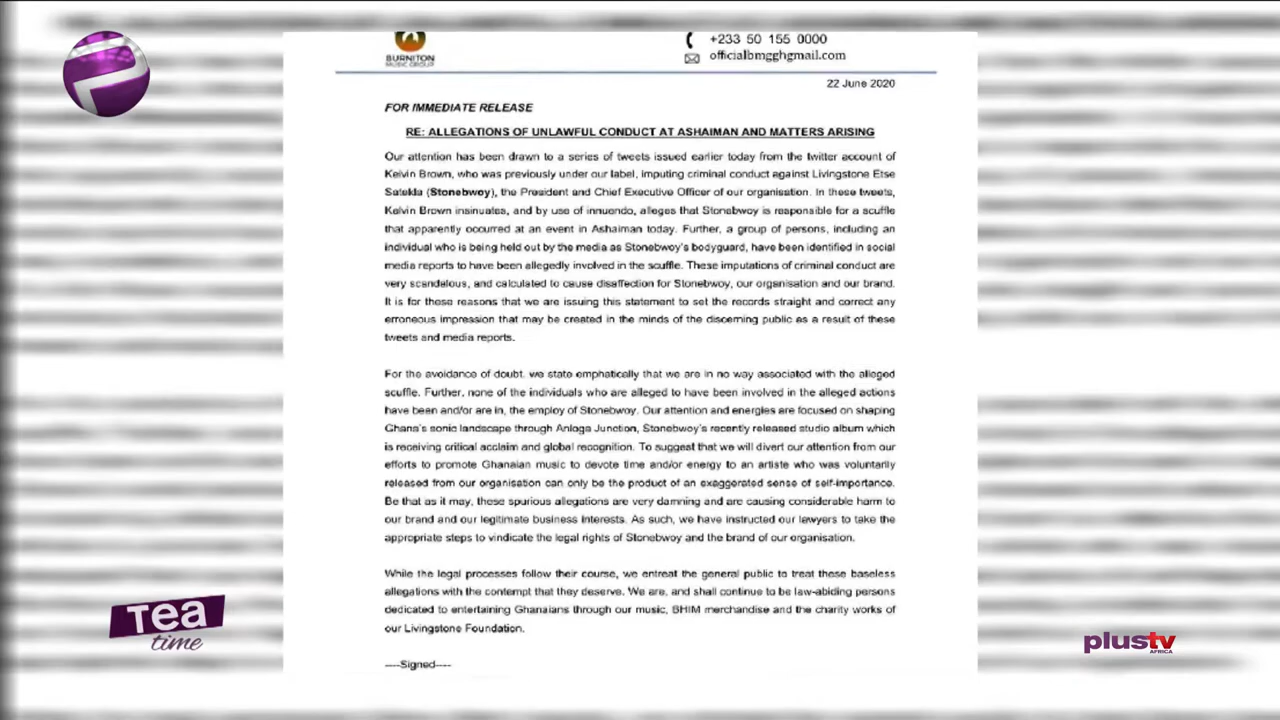 BURNITON
MUSIC GROUP
+233 50 155 0000
officialbmgghgmail.com
22 June 2020
FOR IMMEDIATE RELEASE
RE: ALLEGATIONS OF UNLAWFUL CONDUCT AT ASHAIMAN AND MATTERS ARISING
Our attention has been drawn to a series of tweets issued earlier today from the twitter account of
Kelvin Brown, who was previously under our label, imputing criminal conduct against Livingstone Etse
Satekla (Stonebwoy), the President and Chief Executive Officer of our organisation. In these tweets,
Kelvin Brown insinuates, and by use of innuendo, alleges that Stonebwoy is responsible for a scuffle
that apparently occurred at an event in Ashaiman today. Further, a group of persons, including an
individual who is being held out by the media as Stonebwoy's bodyguard, have been identified in social
media reports to have been allegedly involved in the scuffle. These imputations of criminal conduct are
very scandalous, and calculated to cause disaffection for Stonebwoy, our organisation and our brand.
It is for these reasons that we are issuing this statement to set the records straight and correct any
erroneous impression that may be created in the minds of the discerning public as a result of these
tweets and media reports.
For the avoidance of doubt, we state emphatically that we are in no way associated with the alleged
scuffle. Further, none of the individuals who are alleged to have been involved in the alleged actions
have been and/or are in, the employ of Stonebwoy. Our attention and energies are focused on shaping
Ghana's sonic landscape through Anloga Junction, Stonebwoy's recently released studio album which
is receiving critical acclaim and global recognition. To suggest that we will divert our attention from our
efforts to promote Ghanaian music to devote time and/or energy to an artiste who was voluntarily
released from our organisation can only be the product of an exaggerated sense of self-importance.
Be that as it may, these spurious allegations are very damning and are causing considerable harm to
our brand and our legitimate business interests. As such, we have instructed our lawyers to take the
appropriate steps to vindicate the legal rights of Stonebwoy and the brand of our organisation.
While the legal processes follow their course, we entreat the general public to treat these baseless
allegations with the contempt that they deserve. We are, and shall continue to be law-abiding persons
dedicated to entertaining Ghanaians through our music, BHIM merchandise and the charity works of
our Livingstone Foundation.
----Signed----
Tea
time
plustv
AFRICA